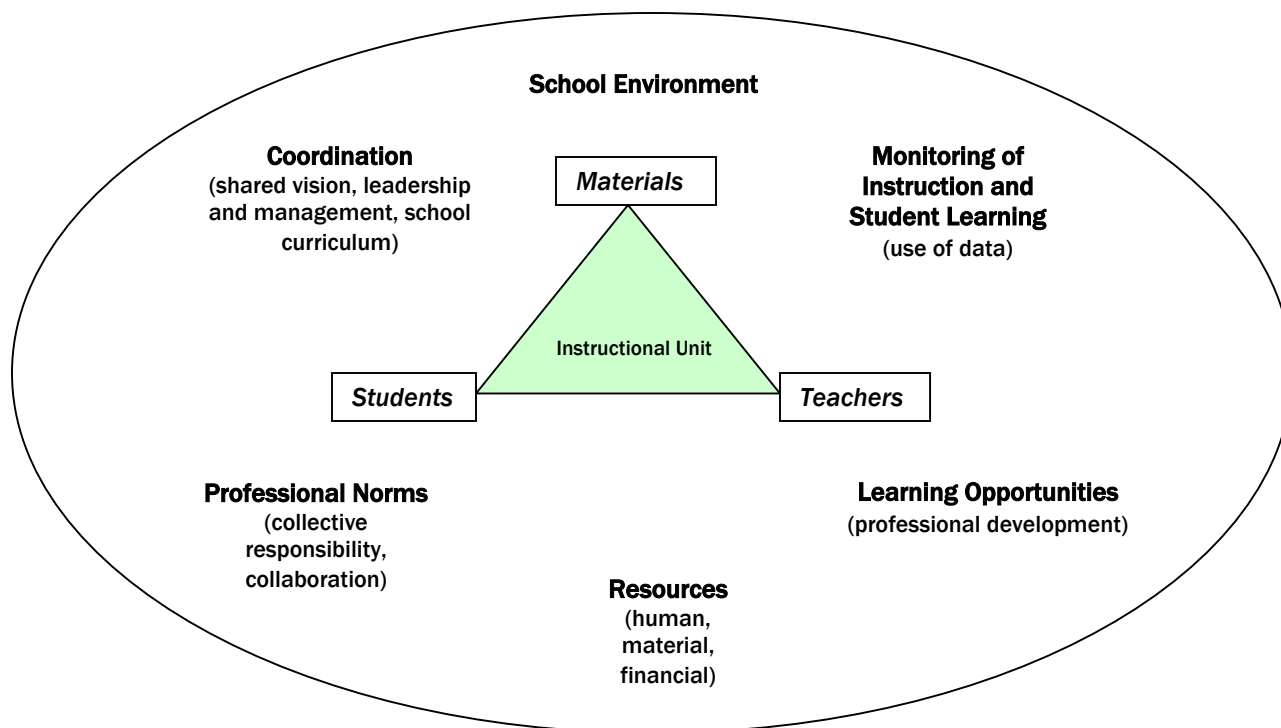 School Environment
Coordination
(shared vision, leadership
and management, school
curriculum)
Materials
Monitoring of
Instruction and
Student Learning
(use of data)
Instructional Unit
Students
Teachers
Professional Norms
(collective
responsibility,
collaboration)
Learning Opportunities
(professional development)
Resources
(human,
material,
financial)